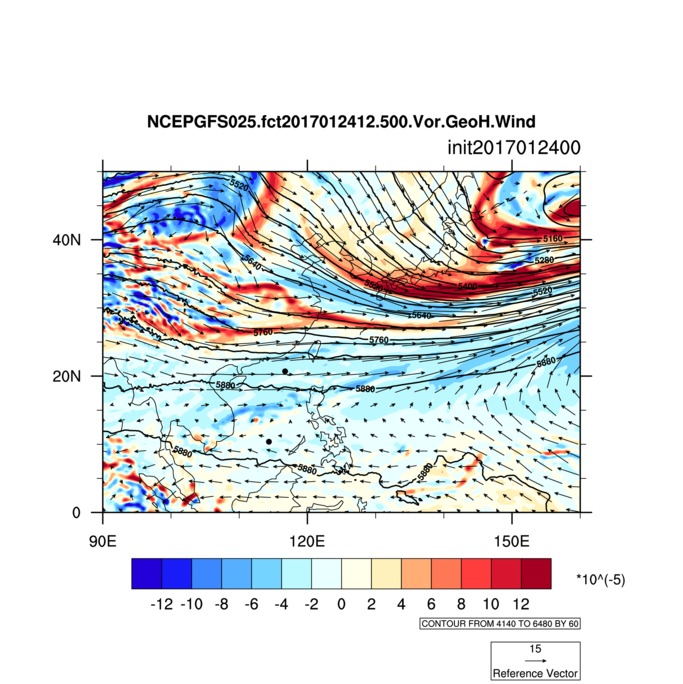 NCEPGFS025.fct2017012412.500.Vor.GeoH.Wind
init2017012400
5520
40N
5160
5640
5280
5400
5520
5640
5760
5760
5880
20N
5880
5880
5880
5880
5880
0
90E 120E 150E
-12 -10 -8 -6 -4 -2 0 2 4 6 8 10 12 *10^(-5)
CONTOUR FROM 4140 TO 6480 BY 60
15
Reference Vector